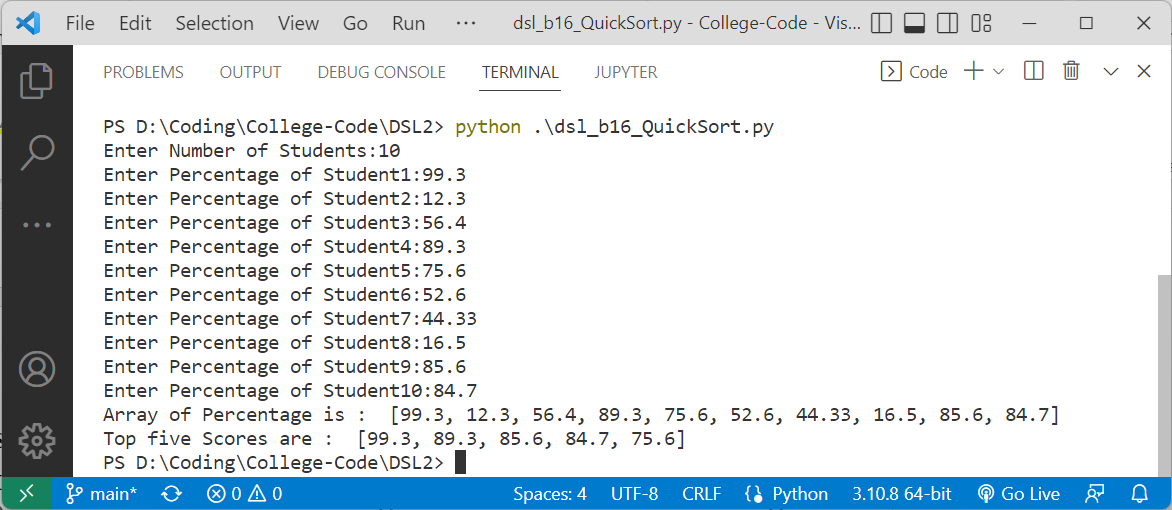 File Edit Selection View Go Run ··· dsl_b16_QuickSort.py - College-Code - Vis...
PROBLEMS OUTPUT DEBUG CONSOLE TERMINAL JUPYTER Code
PS D:\Coding\College-Code\DSL2> python .\dsl_b16_QuickSort.py
Enter Number of Students:10
Enter Percentage of Student1:99.3
Enter Percentage of Student2:12.3
Enter Percentage of Student3:56.4
Enter Percentage of Student4:89.3
Enter Percentage of Student5:75.6
Enter Percentage of Student6:52.6
Enter Percentage of Student7:44.33
Enter Percentage of Student8:16.5
Enter Percentage of Student9:85.6
Enter Percentage of Student10:84.7
Array of Percentage is :  [99.3, 12.3, 56.4, 89.3, 75.6, 52.6, 44.33, 16.5, 85.6, 84.7]
Top five Scores are :  [99.3, 89.3, 85.6, 84.7, 75.6]
PS D:\Coding\College-Code\DSL2>
main* 0 0 Spaces: 4 UTF-8 CRLF Python 3.10.8 64-bit Go Live